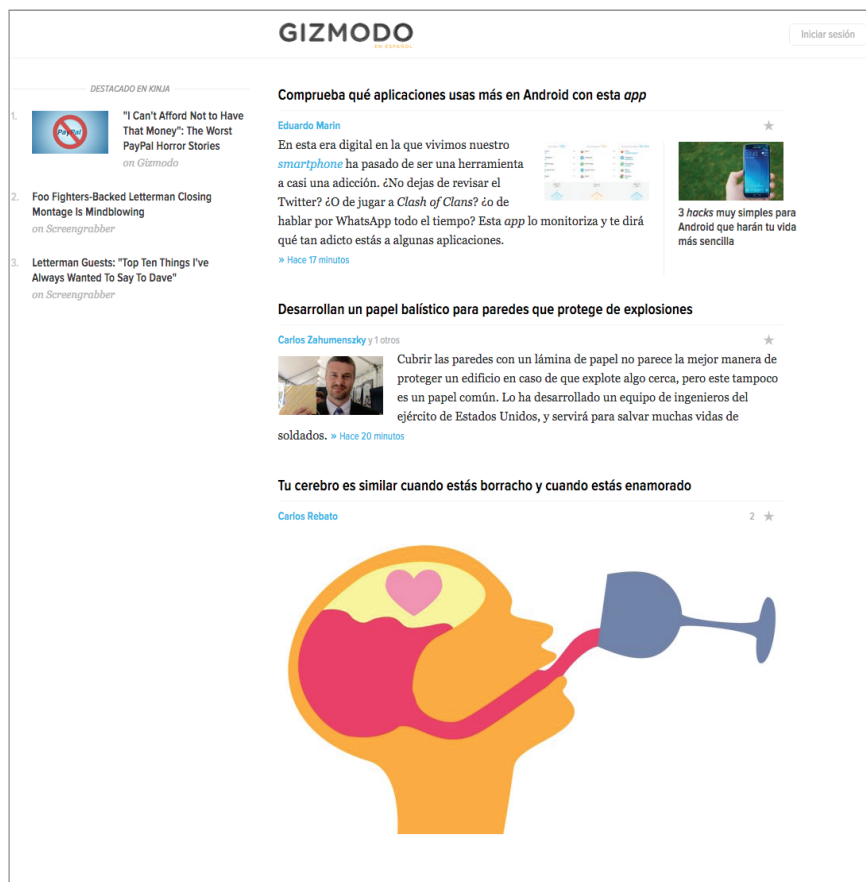 GIZMODO
EN ESPAÑOL
Iniciar sesión
DESTACADO EN KINJA
1.
PayPal
"I Can't Afford Not to Have
That Money": The Worst
PayPal Horror Stories
on Gizmodo
2.
Foo Fighters-Backed Letterman Closing
Montage Is Mindblowing
on Screengrabber
3.
Letterman Guests: "Top Ten Things I've
Always Wanted To Say To Dave"
on Screengrabber
Comprueba qué aplicaciones usas más en Android con esta app
Eduardo Marin
En esta era digital en la que vivimos nuestro
smartphone ha pasado de ser una herramienta
a casi una adicción. ¿No dejas de revisar el
Twitter? ¿O de jugar a Clash of Clans? ¿o de
hablar por WhatsApp todo el tiempo? Esta app lo monitoriza y te dirá
qué tan adicto estás a algunas aplicaciones.
» Hace 17 minutos
3 hacks muy simples para
Android que harán tu vida
más sencilla
Desarrollan un papel balístico para paredes que protege de explosiones
Carlos Zahumenszky y 1 otros
Cubrir las paredes con un lámina de papel no parece la mejor manera de
proteger un edificio en caso de que explote algo cerca, pero este tampoco
es un papel común. Lo ha desarrollado un equipo de ingenieros del
ejército de Estados Unidos, y servirá para salvar muchas vidas de
soldados. » Hace 20 minutos
Tu cerebro es similar cuando estás borracho y cuando estás enamorado
Carlos Rebato
2